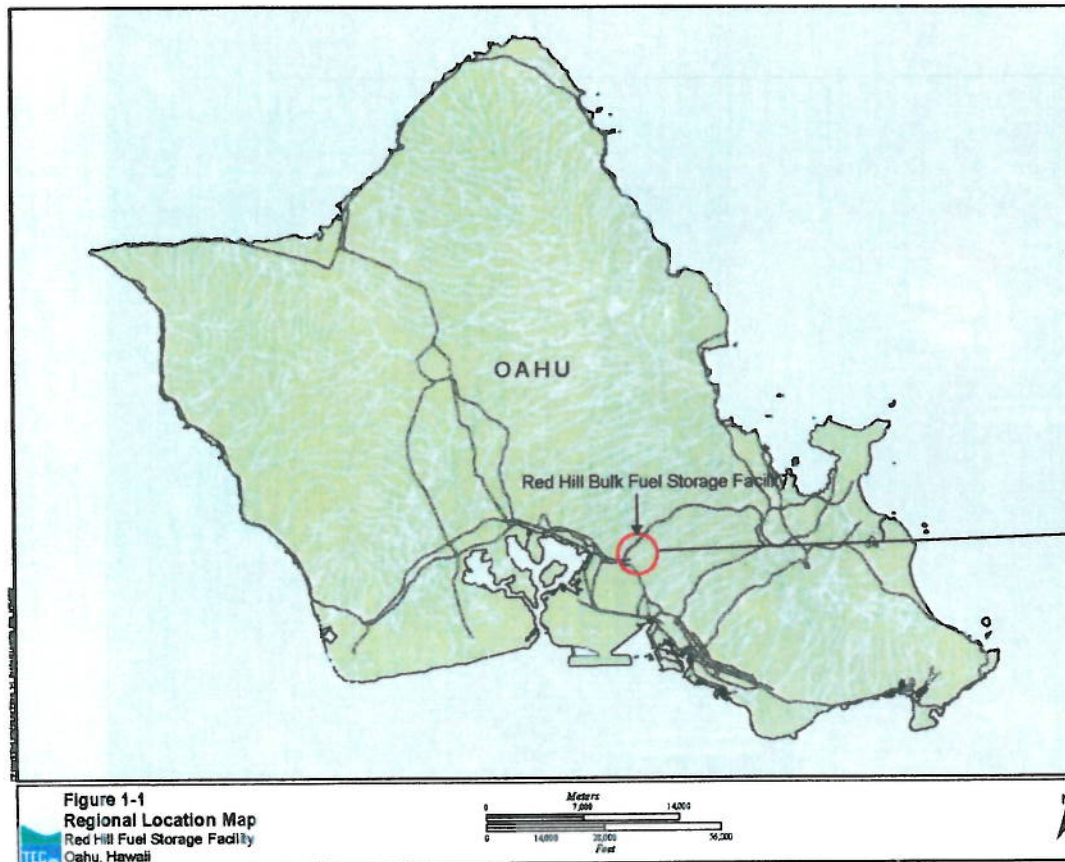 OAHU
Red Hill Bulk Fuel Storage Facility
Figure 1-1
Regional Location Map
Red Hill Fuel Storage Facility
Oahu, Hawaii
TEC
Meters
0 7,000 14,000
0 14,000 28,000 56,000
Feet
N